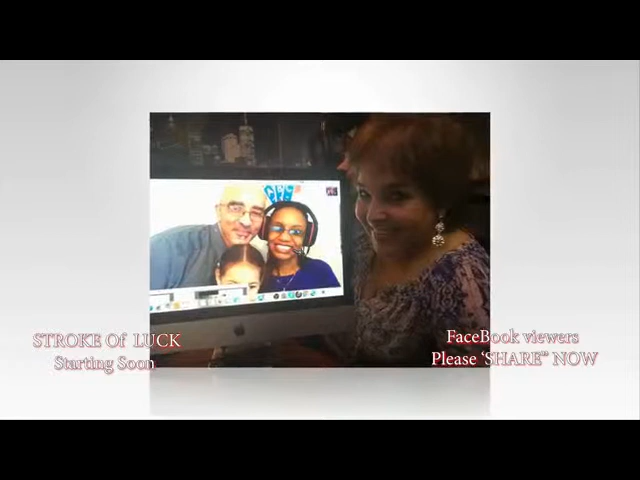 STROKE Of LUCK
Starting Soon
FaceBook viewers
Please 'SHARE" NOW